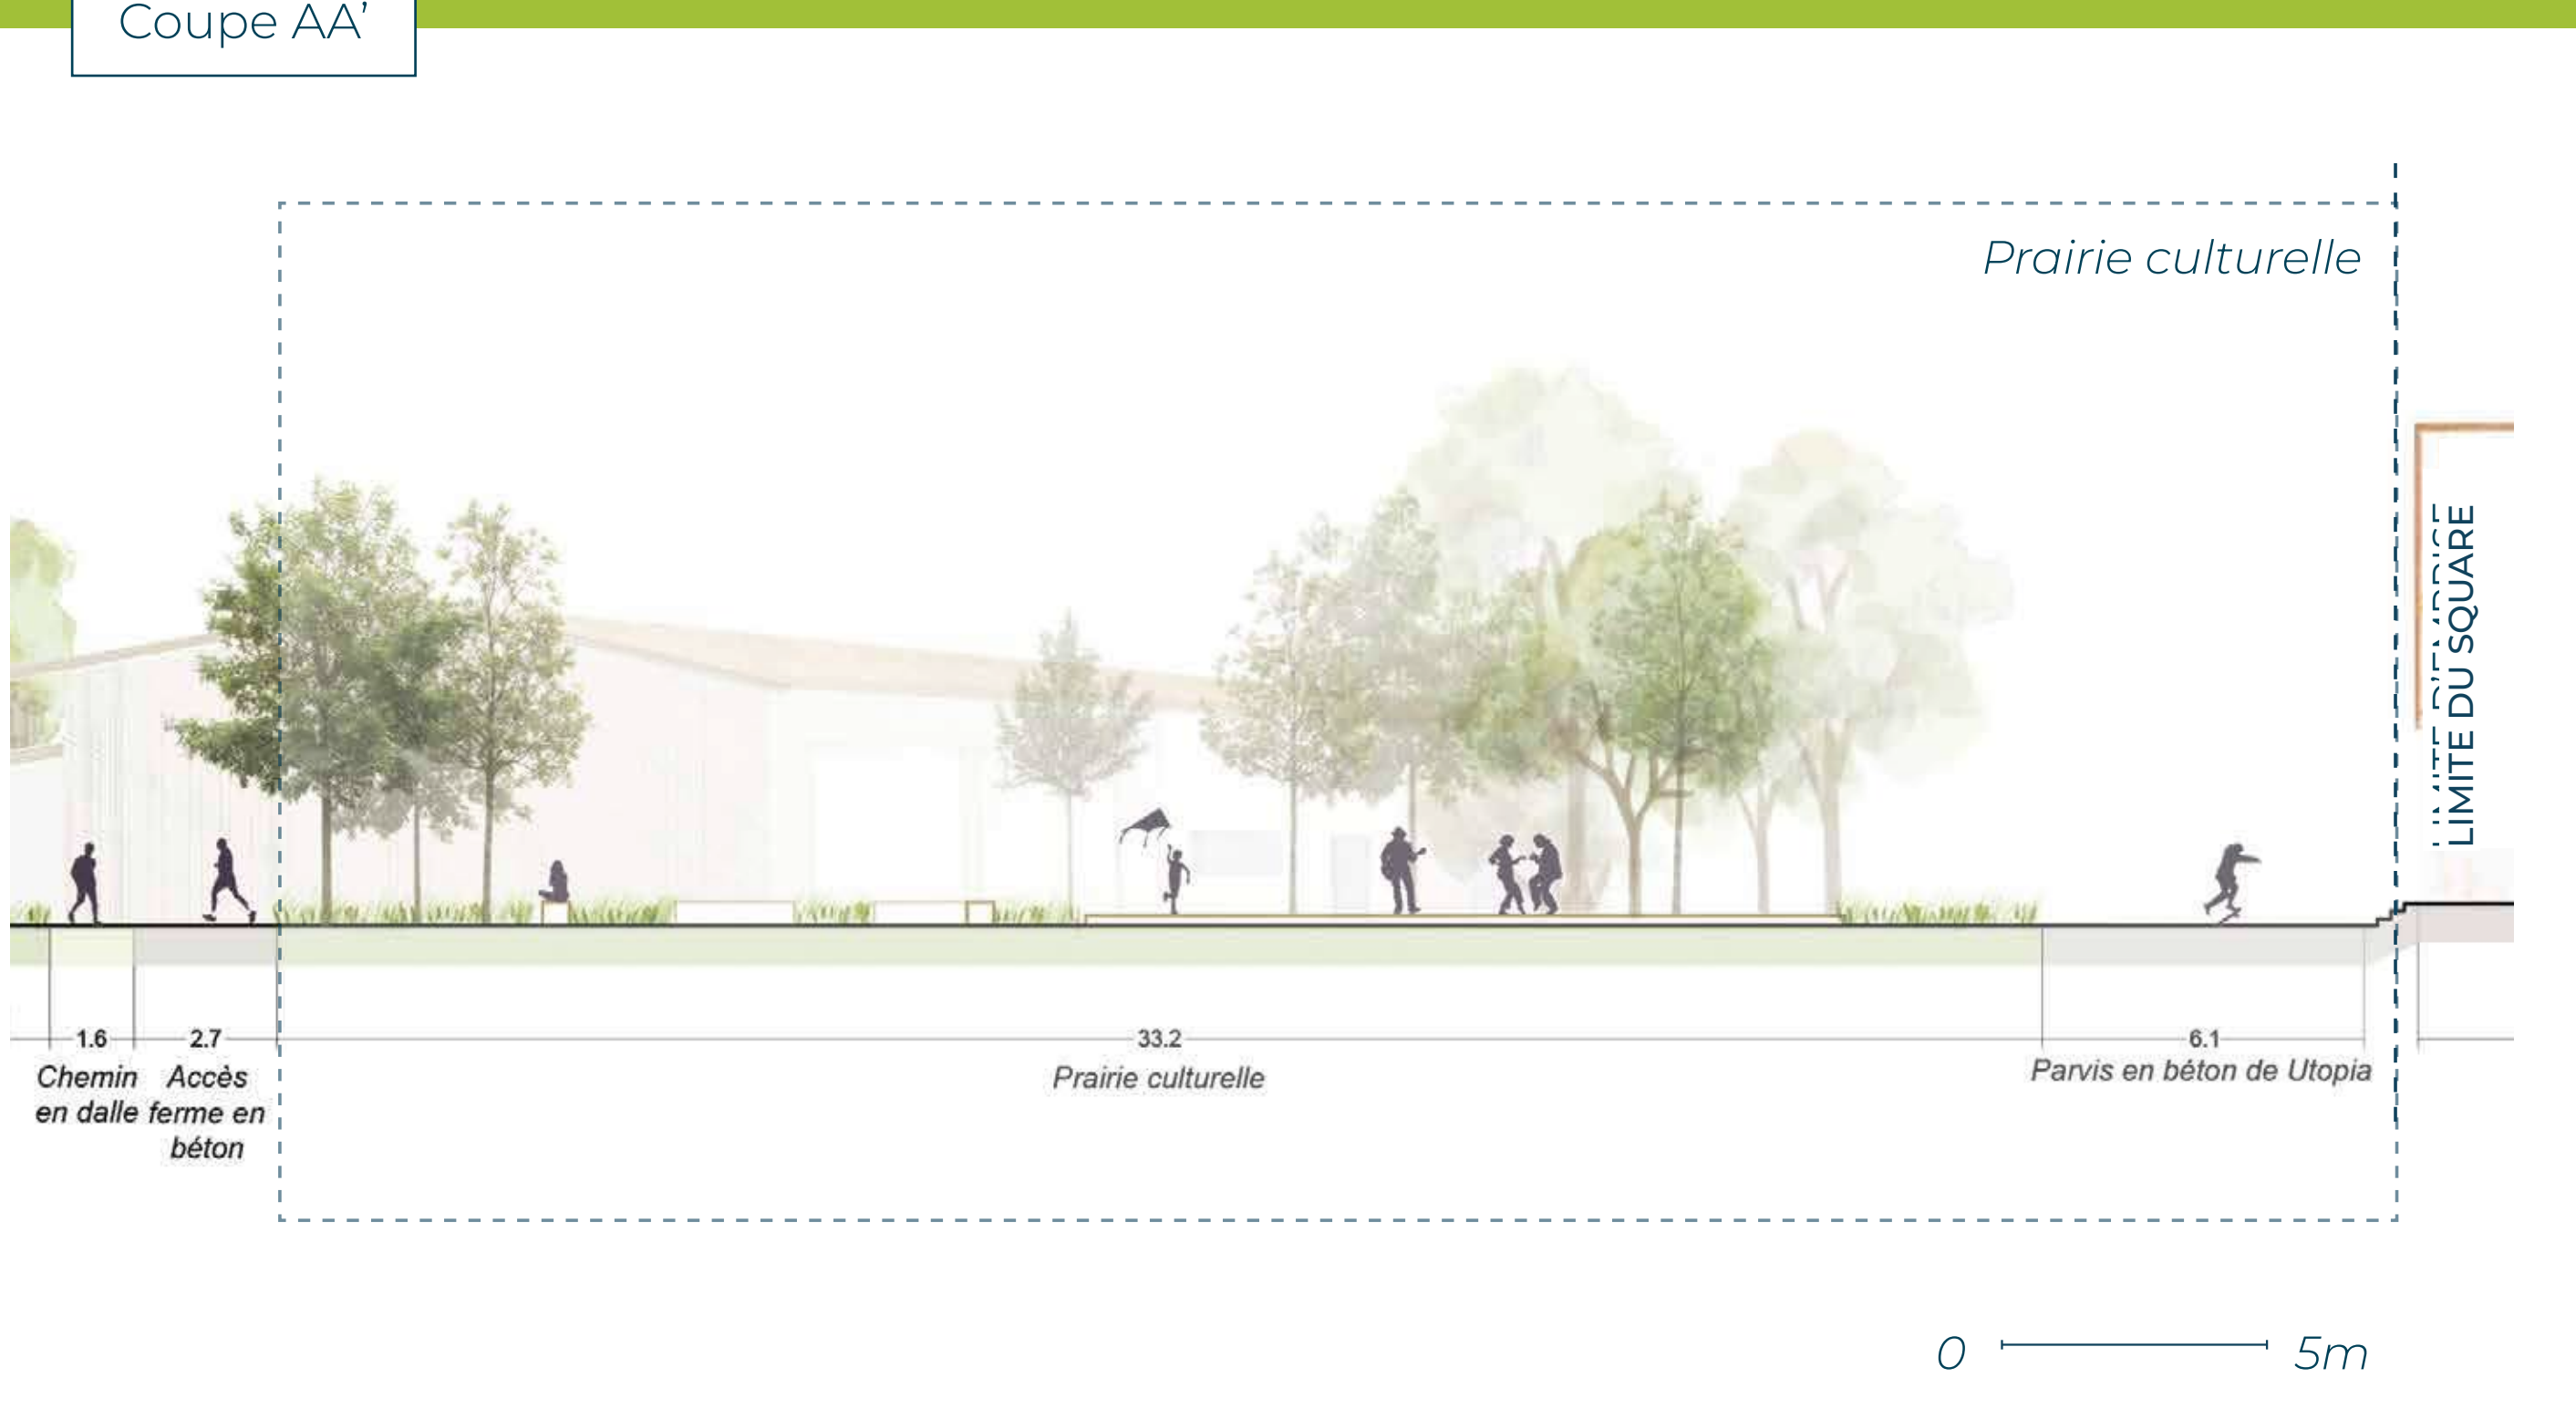 Coupe AA’
Prairie culturelle
LIMITE DU SQUARE
1.6
2.7
33.2
6.1
Chemin
en dalle
Accès
ferme en
béton
Prairie culturelle
Parvis en béton de Utopia
0
5m